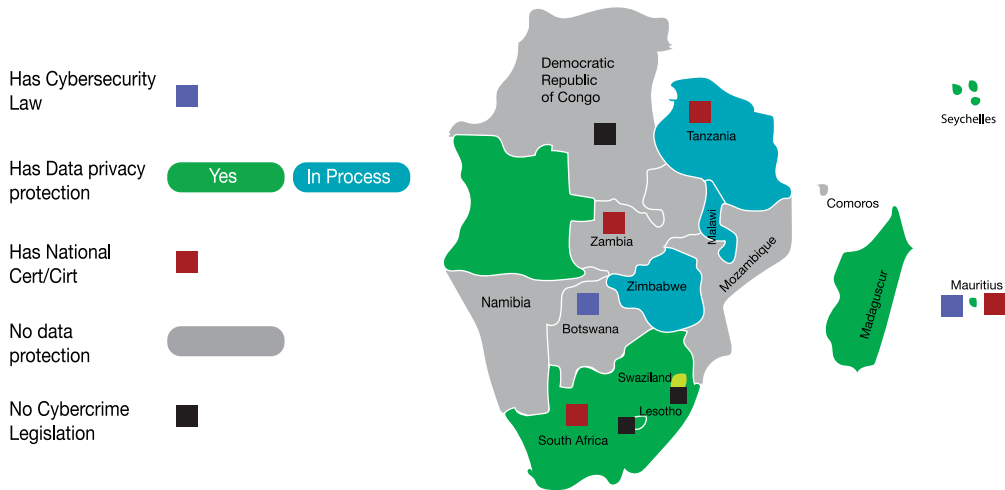 Has Cybersecurity
Law
Has Data privacy
protection
Yes
In Process
Has National
Cert/Cirt
No data
protection
No Cybercrime
Legislation
Democratic
Republic
of Congo
Tanzania
Seychelles
Comoros
Malawi
Zambia
Mozambique
Zimbabwe
Namibia
Botswana
Madaguscur
Mauritius
Swaziland
Lesotho
South Africa